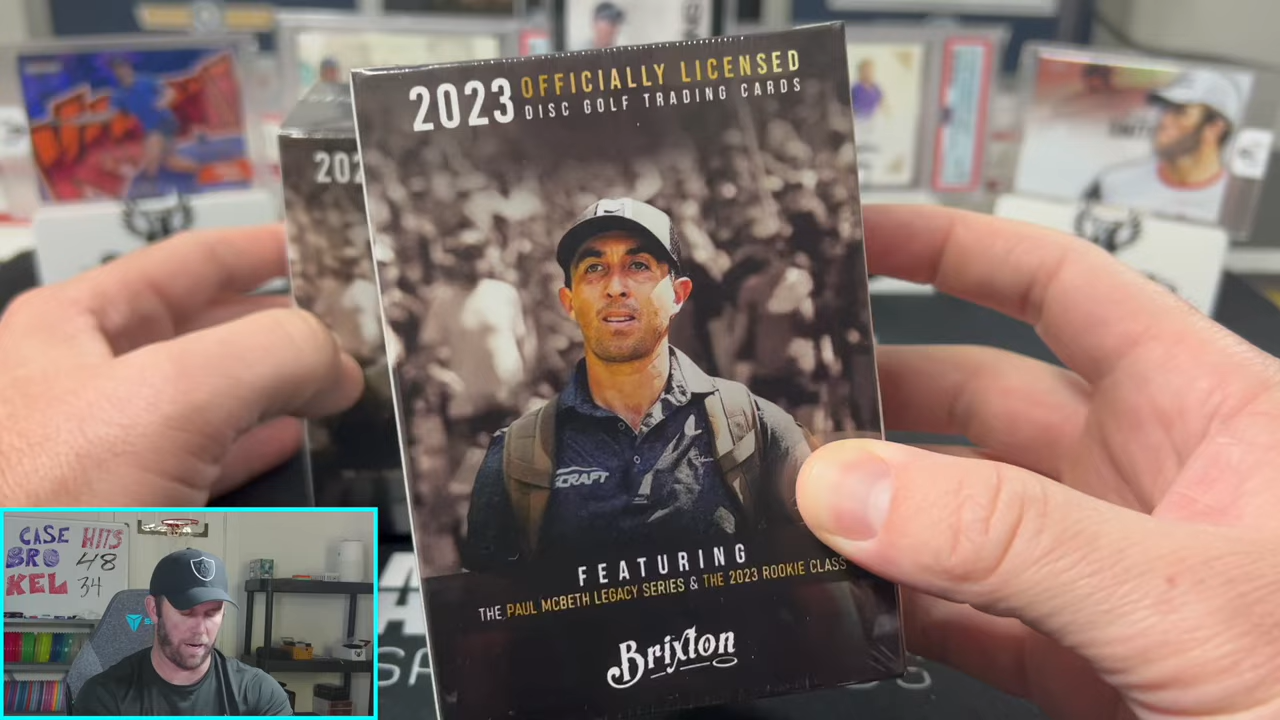 2023 OFFICIALLY LICENSED
DISC GOLF TRADING CARDS
202
SCRAFT
FEATURING
THE PAUL MCBETH LEGACY SERIES & THE 2023 ROOKIE CLASS
Brixton
CASE HITS
BRO 48
KEL 34